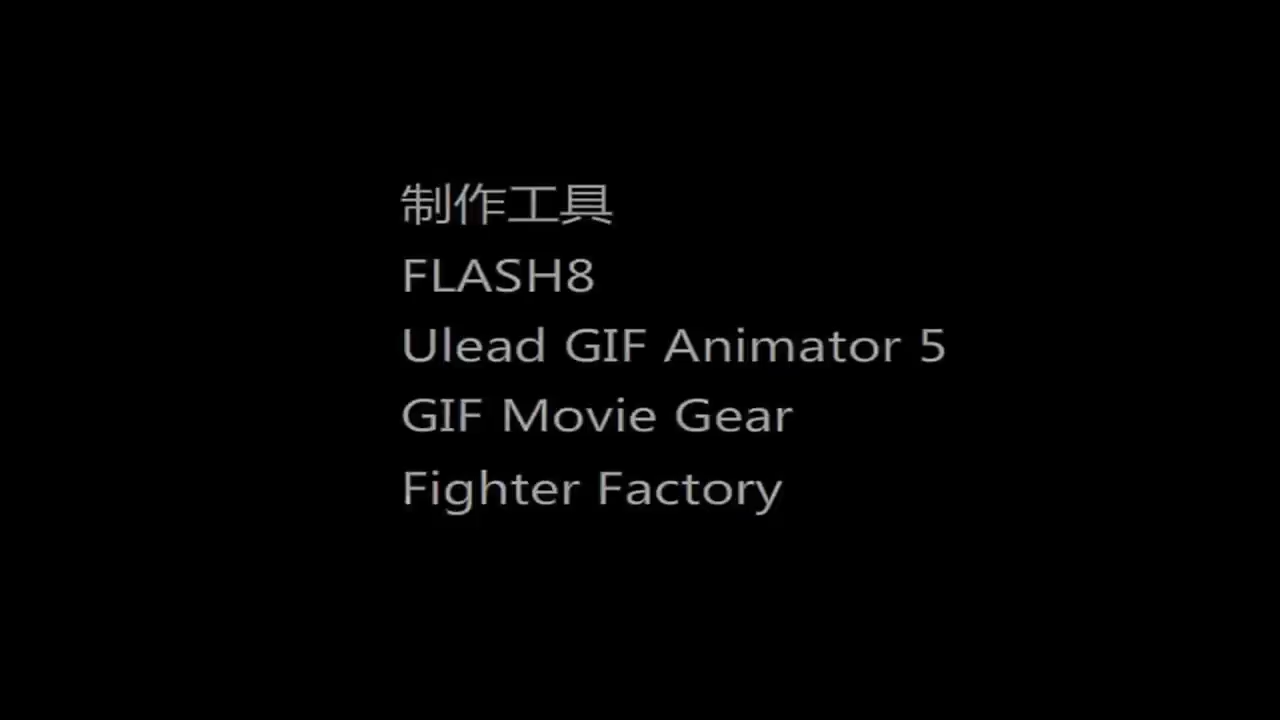 制作工具
FLASH8
Ulead GIF Animator 5
GIF Movie Gear
Fighter Factory